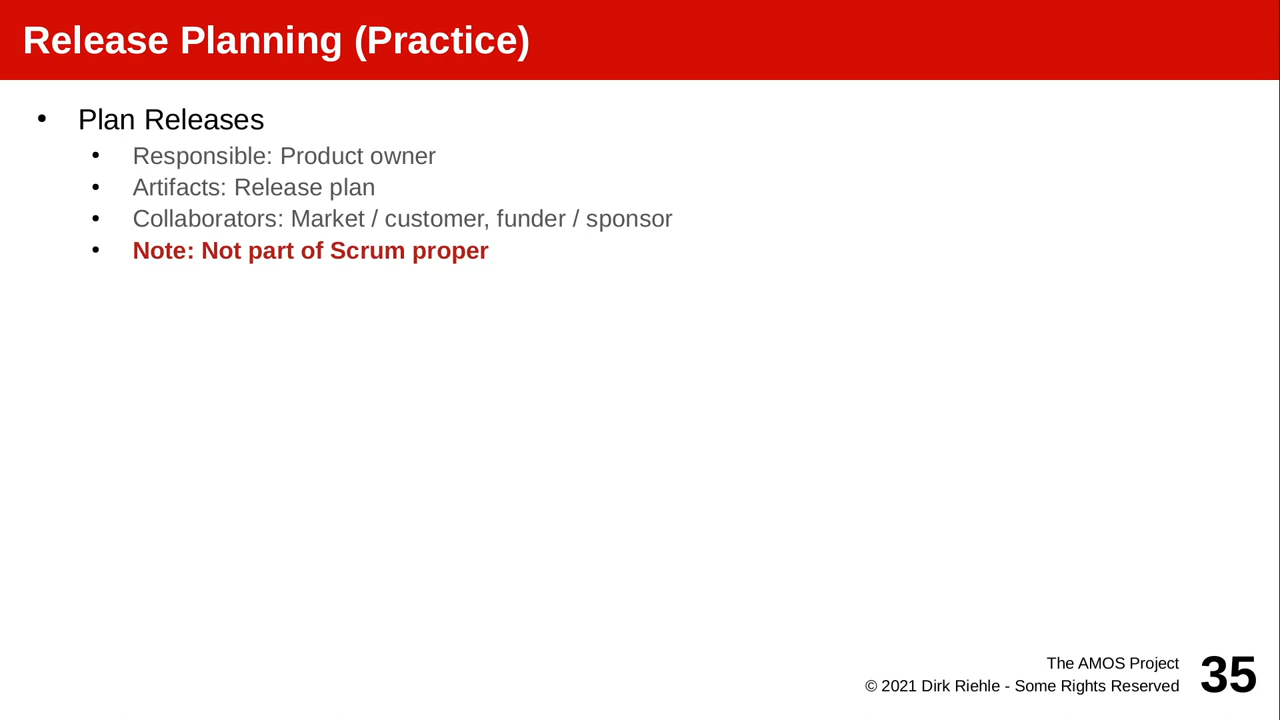 Release Planning (Practice)
• Plan Releases
• Responsible: Product owner
• Artifacts: Release plan
• Collaborators: Market / customer, funder / sponsor
• Note: Not part of Scrum proper
The AMOS Project
© 2021 Dirk Riehle - Some Rights Reserved
35